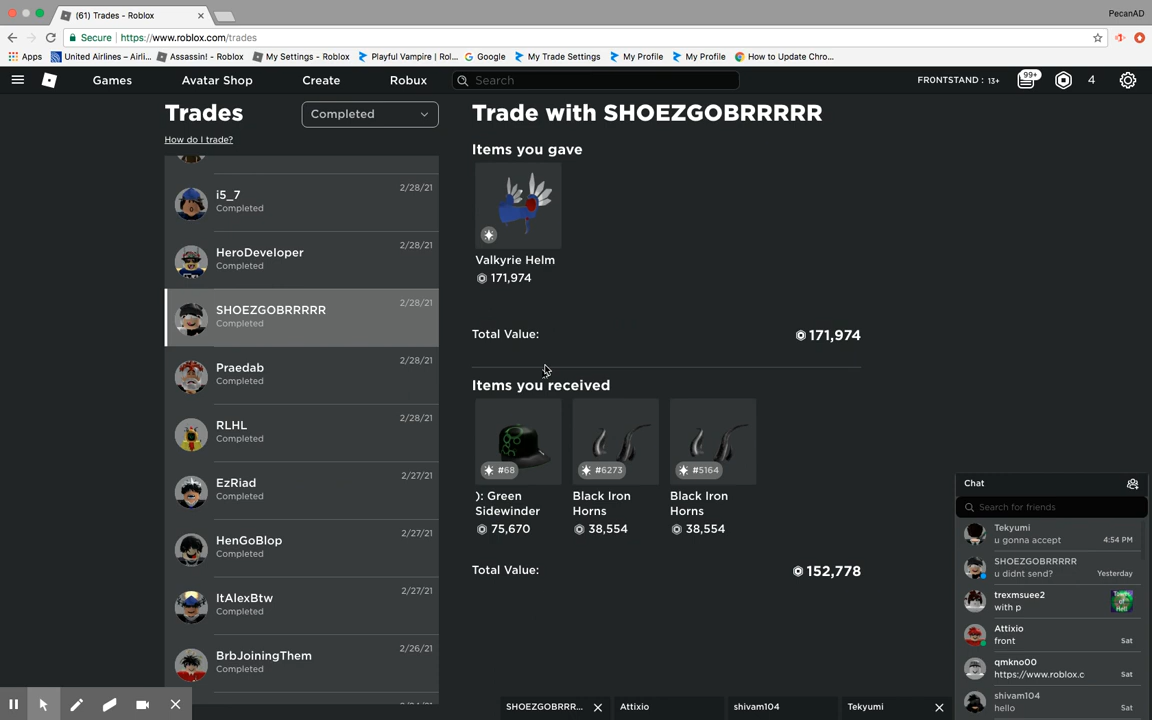 (61) Trades - Roblox
PecanAD
Secure https://www.roblox.com/trades
Apps United Airlines – Airli... Assassin! - Roblox My Settings - Roblox Playful Vampire | Rol... Google My Trade Settings My Profile My Profile How to Update Chro...
Games Avatar Shop Create Robux Search FRONTSTAND : 13+ 99+ 4
Trades
Completed
How do I trade?
2/28/21
i5_7
Completed
2/28/21
HeroDeveloper
Completed
2/28/21
SHOEZGOBRRRRR
Completed
2/28/21
Praedab
Completed
2/28/21
RLHL
Completed
2/27/21
EzRiad
Completed
2/27/21
HenGoBlop
Completed
2/27/21
ItAlexBtw
Completed
2/26/21
BrbJoiningThem
Completed
Trade with SHOEZGOBRRRRR
Items you gave
Valkyrie Helm
171,974
Total Value: 171,974
Items you received
#68 #6273 #5164
): Green Sidewinder
75,670
Black Iron Horns
38,554
Black Iron Horns
38,554
Total Value: 152,778
Chat
Search for friends
Tekyumi
u gonna accept 4:54 PM
SHOEZGOBRRRRR
u didnt send? Yesterday
trexmsuee2
with p
Attixio
front Sat
qmkno00
https://www.roblox.c Sat
shivam104
hello Sat
SHOEZGOBRRR... Attixio shivam104 Tekyumi